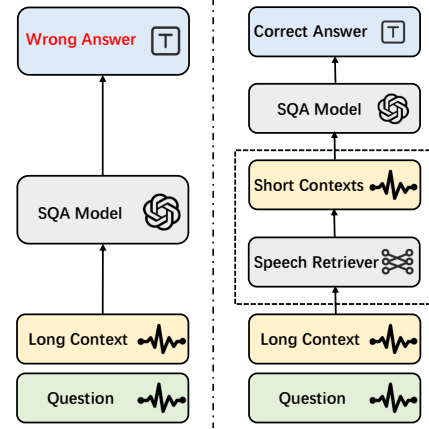 Wrong Answer T
SQA Model
Long Context
Question
Correct Answer T
SQA Model
Short Contexts
Speech Retriever
Long Context
Question